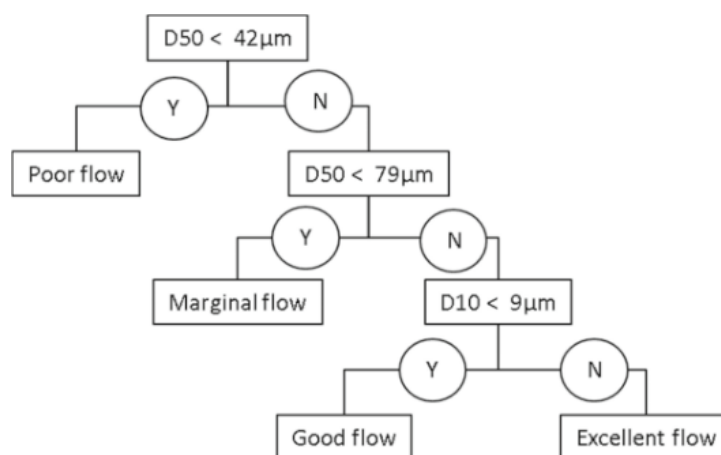 D50 < 42µm
Y
N
Poor flow
D50 < 79µm
Y
N
Marginal flow
D10 < 9µm
Y
N
Good flow
Excellent flow